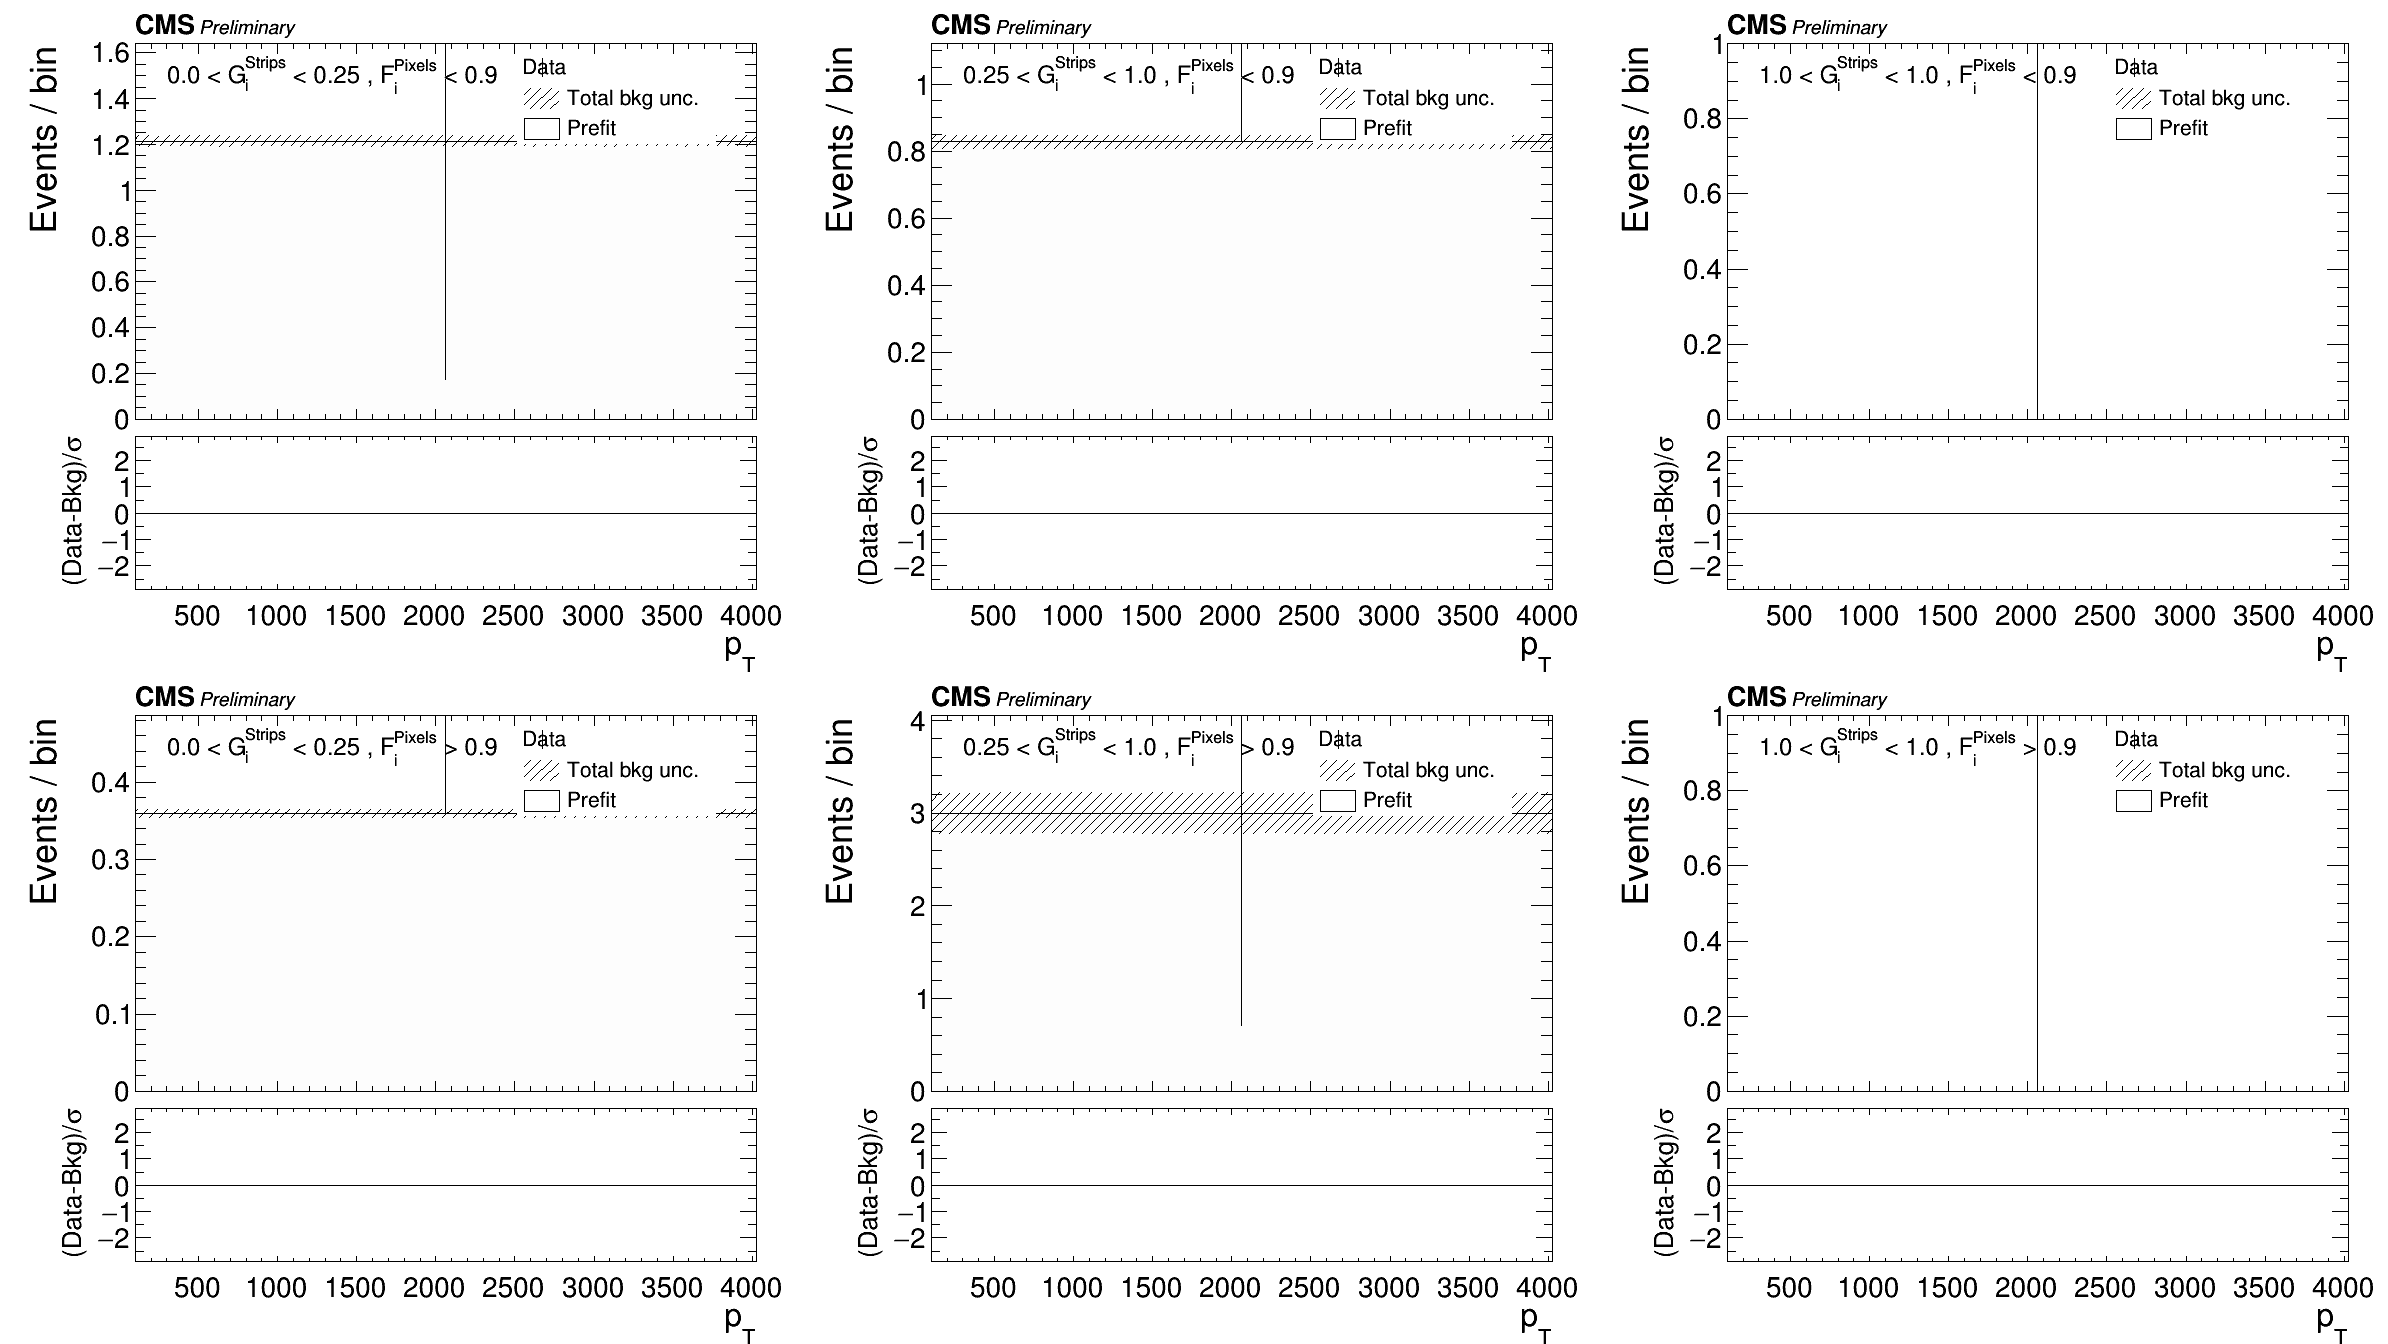 CMS Preliminary
Events / bin
0.0 < G_i^Strips < 0.25 , F_i^Pixels < 0.9
Data
Total bkg unc.
Prefit
1.6
1.4
1.2
1
0.8
0.6
0.4
0.2
0
(Data-Bkg)/σ
2
1
0
−1
−2
500 1000 1500 2000 2500 3000 3500 4000
p_T
CMS Preliminary
Events / bin
0.25 < G_i^Strips < 1.0 , F_i^Pixels < 0.9
Data
Total bkg unc.
Prefit
1
0.8
0.6
0.4
0.2
0
(Data-Bkg)/σ
2
1
0
−1
−2
500 1000 1500 2000 2500 3000 3500 4000
p_T
CMS Preliminary
Events / bin
1.0 < G_i^Strips < 1.0 , F_i^Pixels < 0.9
Data
Total bkg unc.
Prefit
1
0.8
0.6
0.4
0.2
0
(Data-Bkg)/σ
2
1
0
−1
−2
500 1000 1500 2000 2500 3000 3500 4000
p_T
CMS Preliminary
Events / bin
0.0 < G_i^Strips < 0.25 , F_i^Pixels > 0.9
Data
Total bkg unc.
Prefit
0.4
0.3
0.2
0.1
0
(Data-Bkg)/σ
2
1
0
−1
−2
500 1000 1500 2000 2500 3000 3500 4000
p_T
CMS Preliminary
Events / bin
0.25 < G_i^Strips < 1.0 , F_i^Pixels > 0.9
Data
Total bkg unc.
Prefit
4
3
2
1
0
(Data-Bkg)/σ
2
1
0
−1
−2
500 1000 1500 2000 2500 3000 3500 4000
p_T
CMS Preliminary
Events / bin
1.0 < G_i^Strips < 1.0 , F_i^Pixels > 0.9
Data
Total bkg unc.
Prefit
1
0.8
0.6
0.4
0.2
0
(Data-Bkg)/σ
2
1
0
−1
−2
500 1000 1500 2000 2500 3000 3500 4000
p_T